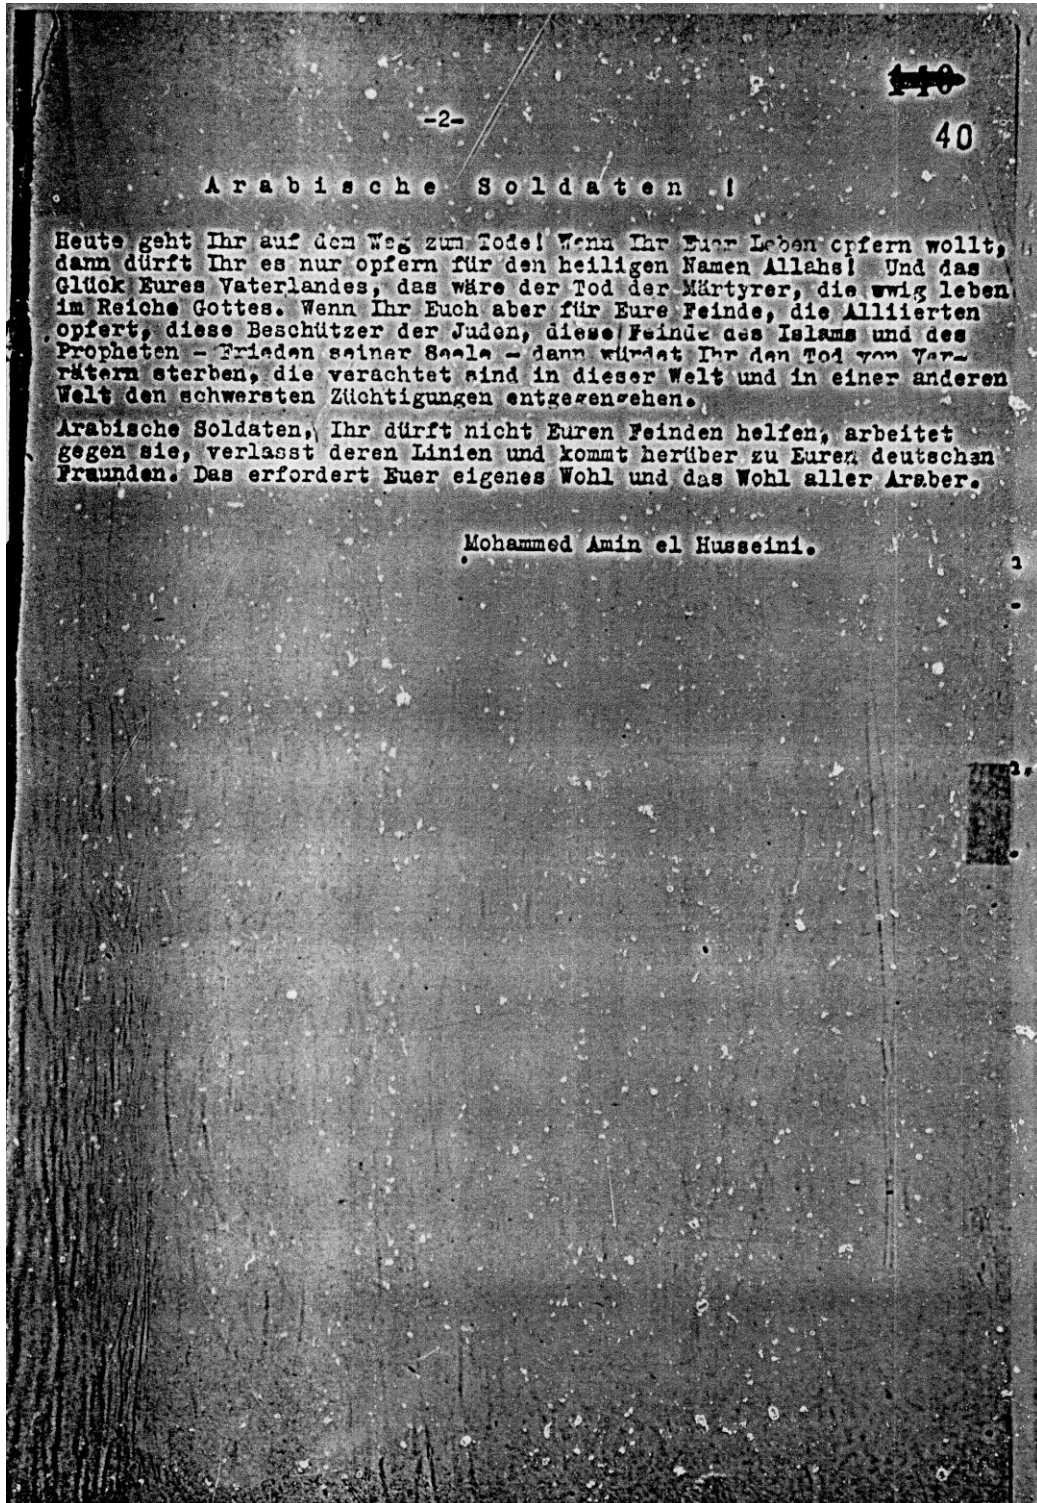 110
-2-
40
Arabische Soldaten !
Heute geht Ihr auf dem Weg zum Tode! Wenn Ihr Euer Leben opfern wollt,
dann dürft Ihr es nur opfern für den heiligen Namen Allahs! Und das
Glück Eures Vaterlandes, das wäre der Tod der Märtyrer, die ewig leben
im Reiche Gottes. Wenn Ihr Euch aber für Eure Feinde, die Alliierten
opfert, diese Beschützer der Juden, diese Feinde des Islams und des
Propheten - Frieden seiner Seele - dann würdet Ihr den Tod von Ver-
rätern sterben, die verachtet sind in dieser Welt und in einer anderen
Welt den schwersten Züchtigungen entgegensehen.
Arabische Soldaten, Ihr dürft nicht Euren Feinden helfen, arbeitet
gegen sie, verlasst deren Linien und kommt herüber zu Euren deutschen
Freunden. Das erfordert Euer eigenes Wohl und das Wohl aller Araber.
Mohammed Amin el Husseini.